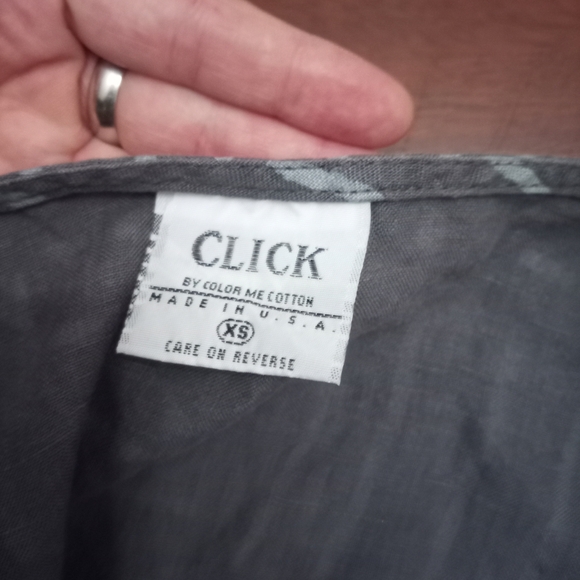 CLICK
BY COLOR ME COTTON
MADE IN U.S.A.
XS
CARE ON REVERSE